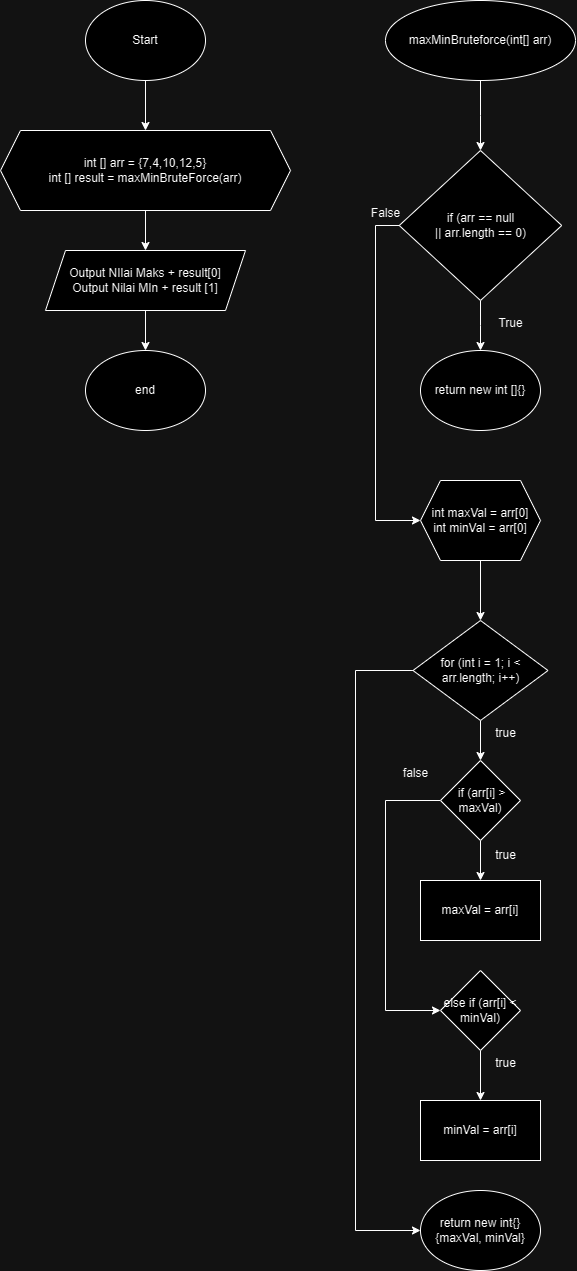 Start
int [] arr = {7,4,10,12,5}
int [] result = maxMinBruteForce(arr)
Output NIlai Maks + result[0]
Output Nilai MIn + result [1]
end
maxMinBruteforce(int[] arr)
if (arr == null
|| arr.length == 0)
False
True
return new int []{}
int maxVal = arr[0]
int minVal = arr[0]
for (int i = 1; i <
arr.length; i++)
true
if (arr[i] >
maxVal)
false
true
maxVal = arr[i]
else if (arr[i] <
minVal)
true
minVal = arr[i]
return new int{}
{maxVal, minVal}